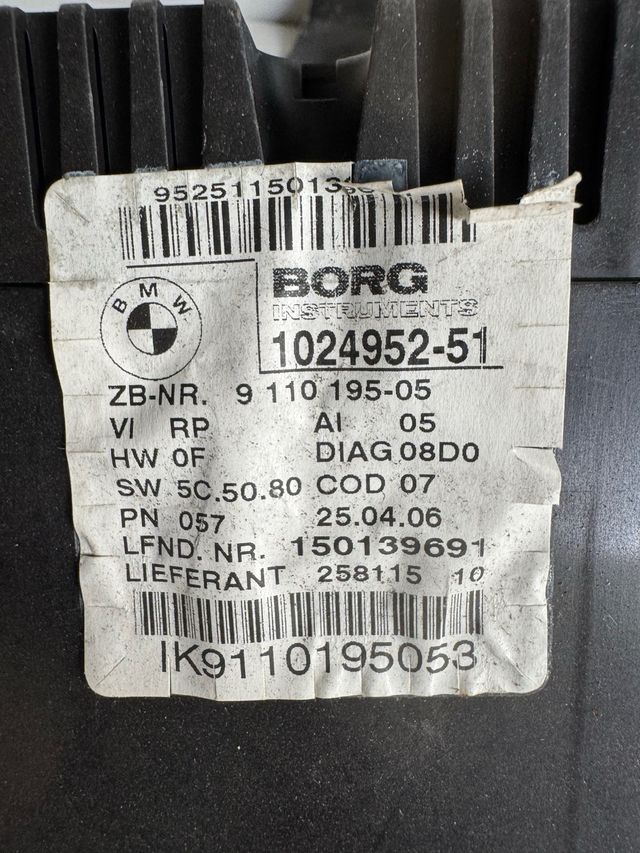 BMW
BORG
INSTRUMENTS
1024952-51
ZB-NR. 9 110 195-05
VI RP AI 05
HW 0F DIAG 08D0
SW 5C.50.80 COD 07
PN 057 25.04.06
LFND. NR. 150139691
LIEFERANT 258115 10
IK9110195053